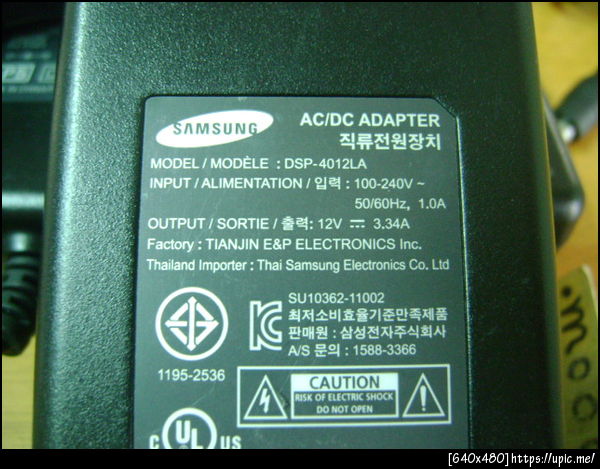 SAMSUNG
AC/DC ADAPTER
직류전원장치
MODEL / MODÈLE : DSP-4012LA
INPUT / ALIMENTATION / 입력 : 100-240V ~
50/60Hz, 1.0A
OUTPUT / SORTIE / 출력: 12V ⎓ 3.34A
Factory : TIANJIN E&P ELECTRONICS Inc.
Thailand Importer : Thai Samsung Electronics Co. Ltd
SU10362-11002
최저소비효율기준만족제품
판매원 : 삼성전자주식회사
A/S 문의 : 1588-3366
1195-2536
CAUTION
RISK OF ELECTRIC SHOCK
DO NOT OPEN
c UL US
moo
[640x480]https://upic.me/